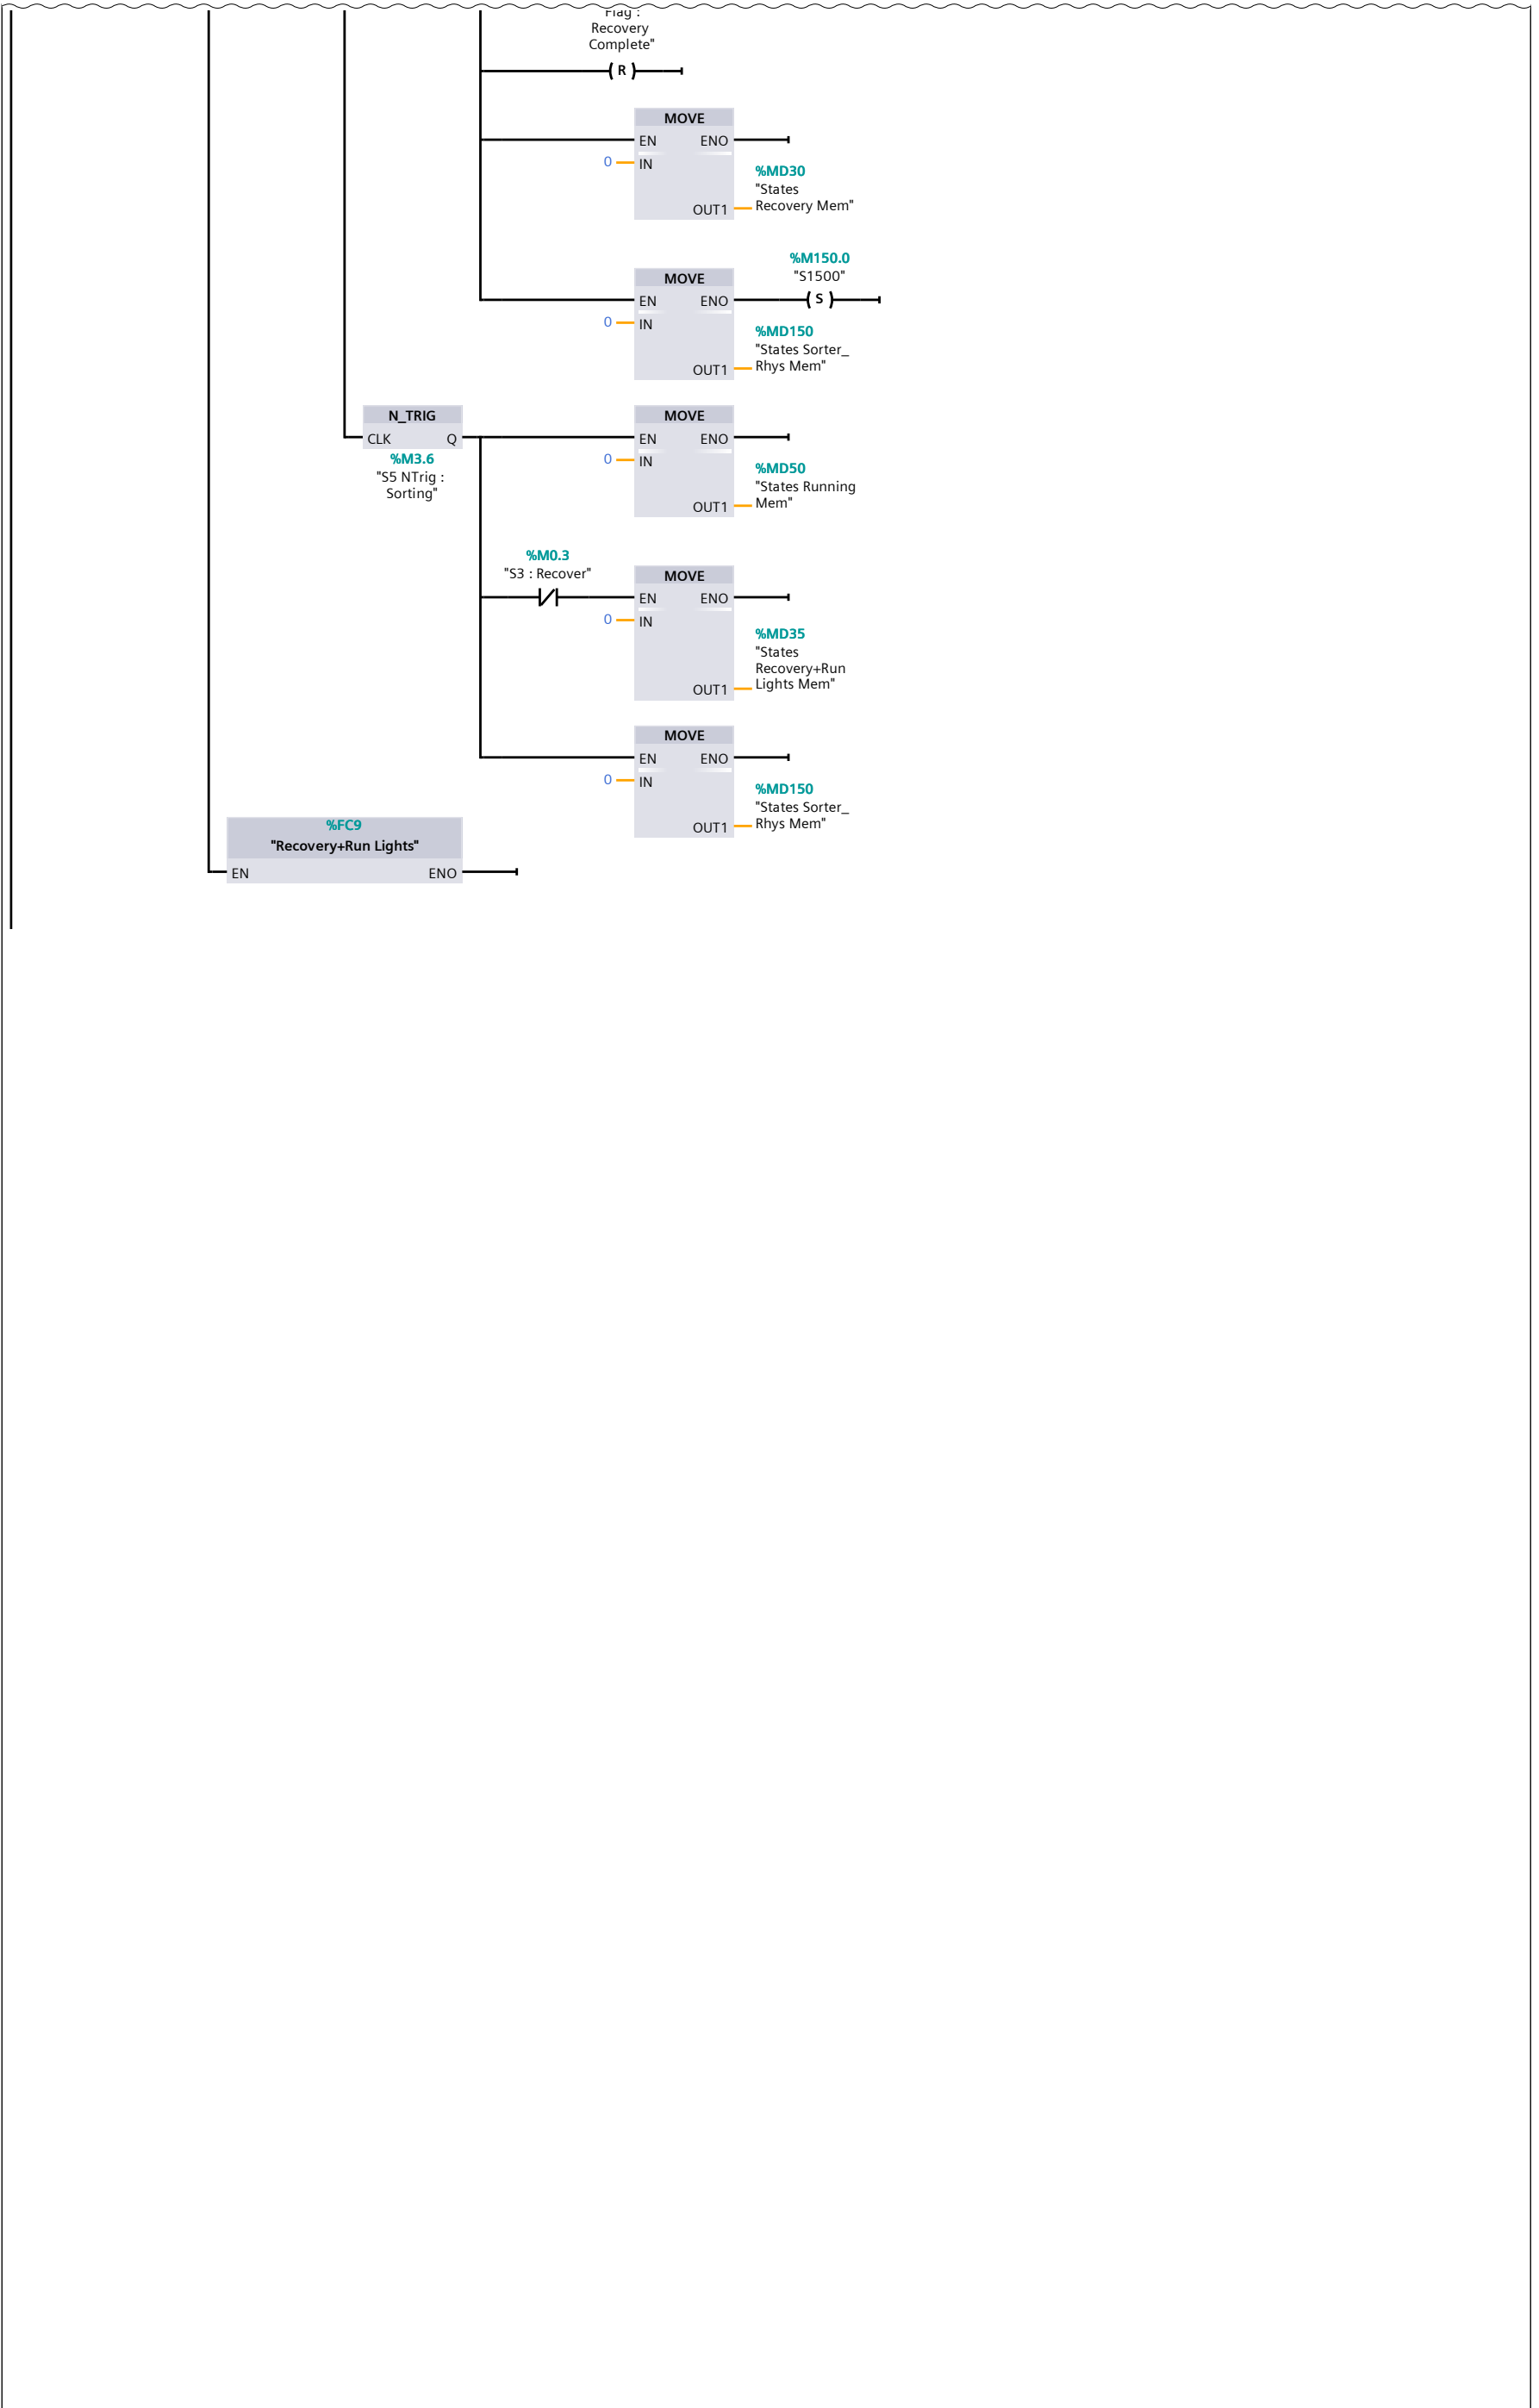 Flag :
Recovery
Complete"
R
MOVE
EN ENO
0 IN
%MD30
"States
Recovery Mem"
OUT1
%M150.0
"S1500"
MOVE
EN ENO
S
0 IN
%MD150
"States Sorter_
Rhys Mem"
OUT1
N_TRIG
CLK Q
%M3.6
"S5 NTrig :
Sorting"
MOVE
EN ENO
0 IN
%MD50
"States Running
Mem"
OUT1
%M0.3
"S3 : Recover"
MOVE
EN ENO
0 IN
%MD35
"States
Recovery+Run
Lights Mem"
OUT1
MOVE
EN ENO
0 IN
%MD150
"States Sorter_
Rhys Mem"
OUT1
%FC9
"Recovery+Run Lights"
EN ENO